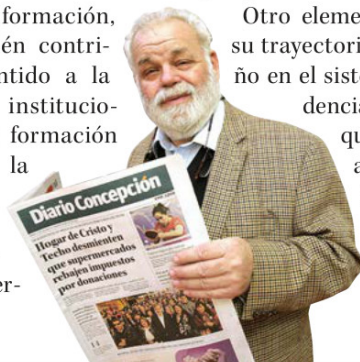 formación,
én contri-
ntido a la
institucio-
formación
la
er-
Otro eleme
su trayectori
ño en el sist
denci
qu
a
Diario Concepción
Hogar de Cristo y
Techo desmienten
que supermercados
rebajen impuestos
por donaciones